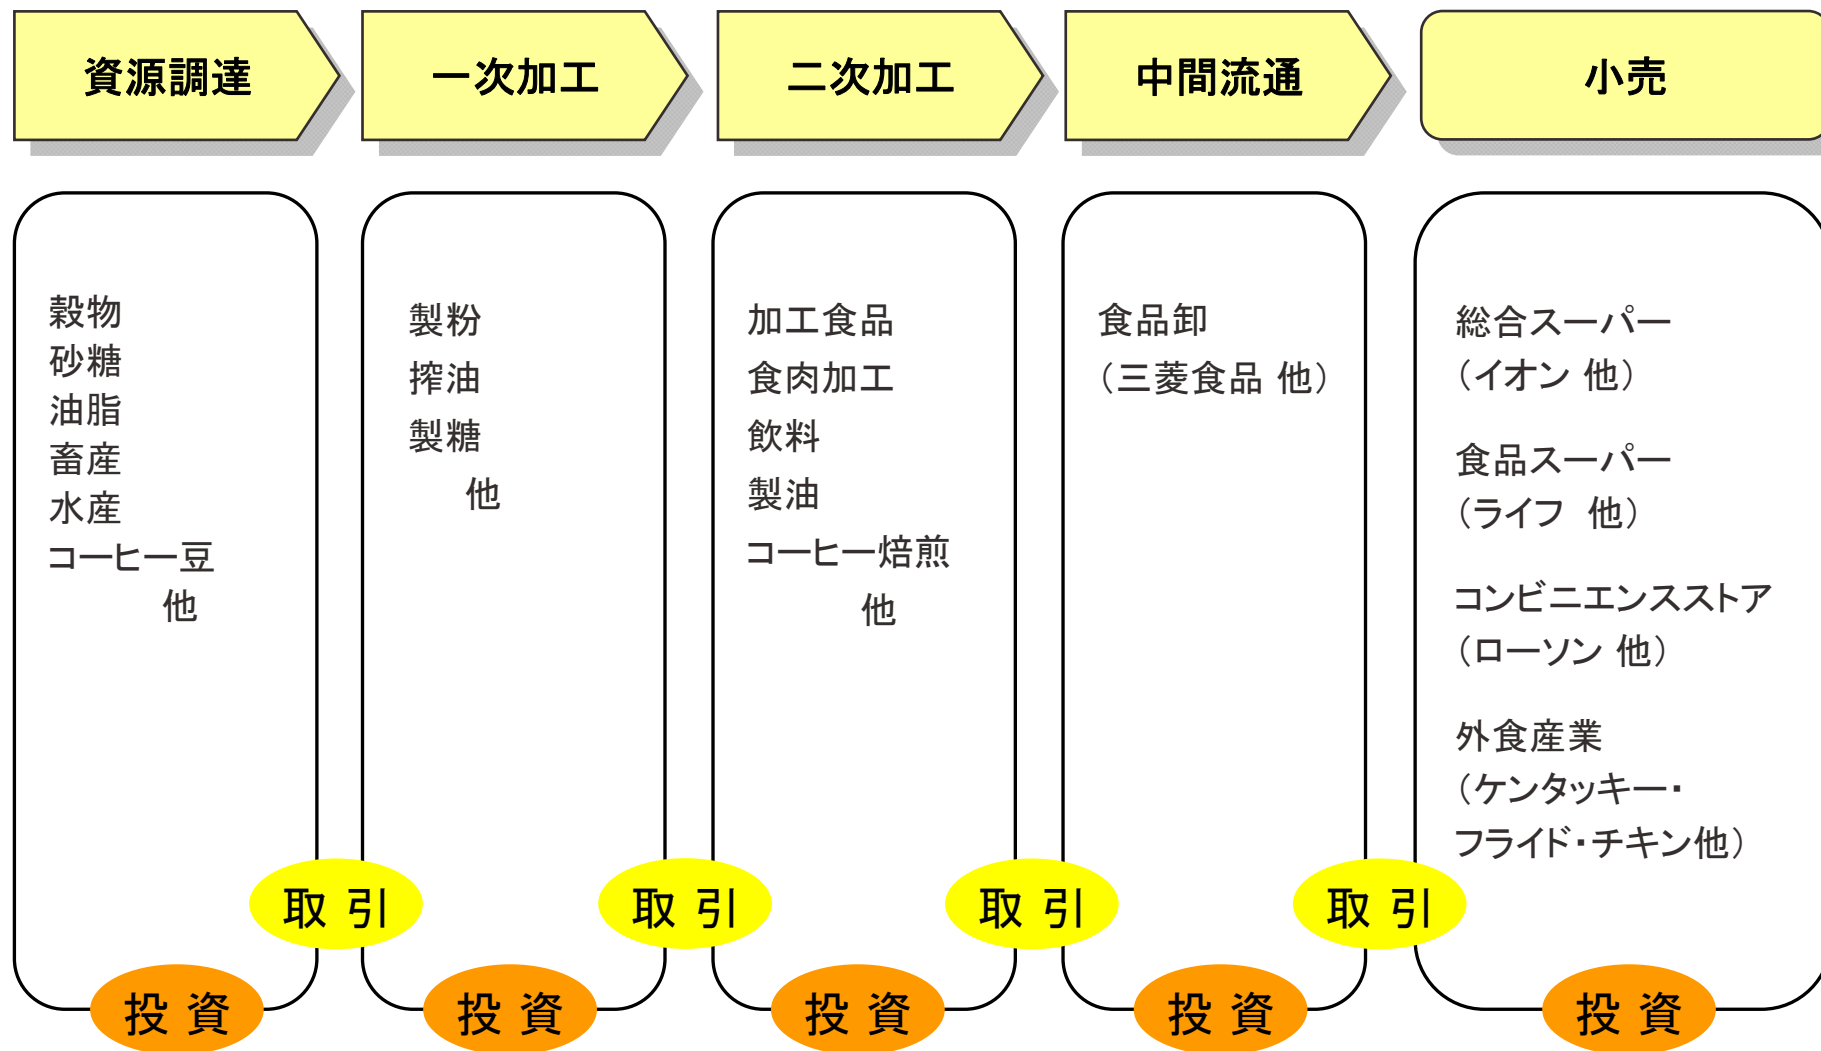 資源調達
一次加工
二次加工
中間流通
小売
穀物
砂糖
油脂
畜産
水産
コーヒー豆
他
製粉
搾油
製糖
他
加工食品
食肉加工
飲料
製油
コーヒー焙煎
他
食品卸
（三菱食品 他）
総合スーパー
（イオン 他）
食品スーパー
（ライフ 他）
コンビニエンスストア
（ローソン 他）
外食産業
（ケンタッキー・
フライド・チキン他）
取引
取引
取引
取引
投資
投資
投資
投資
投資